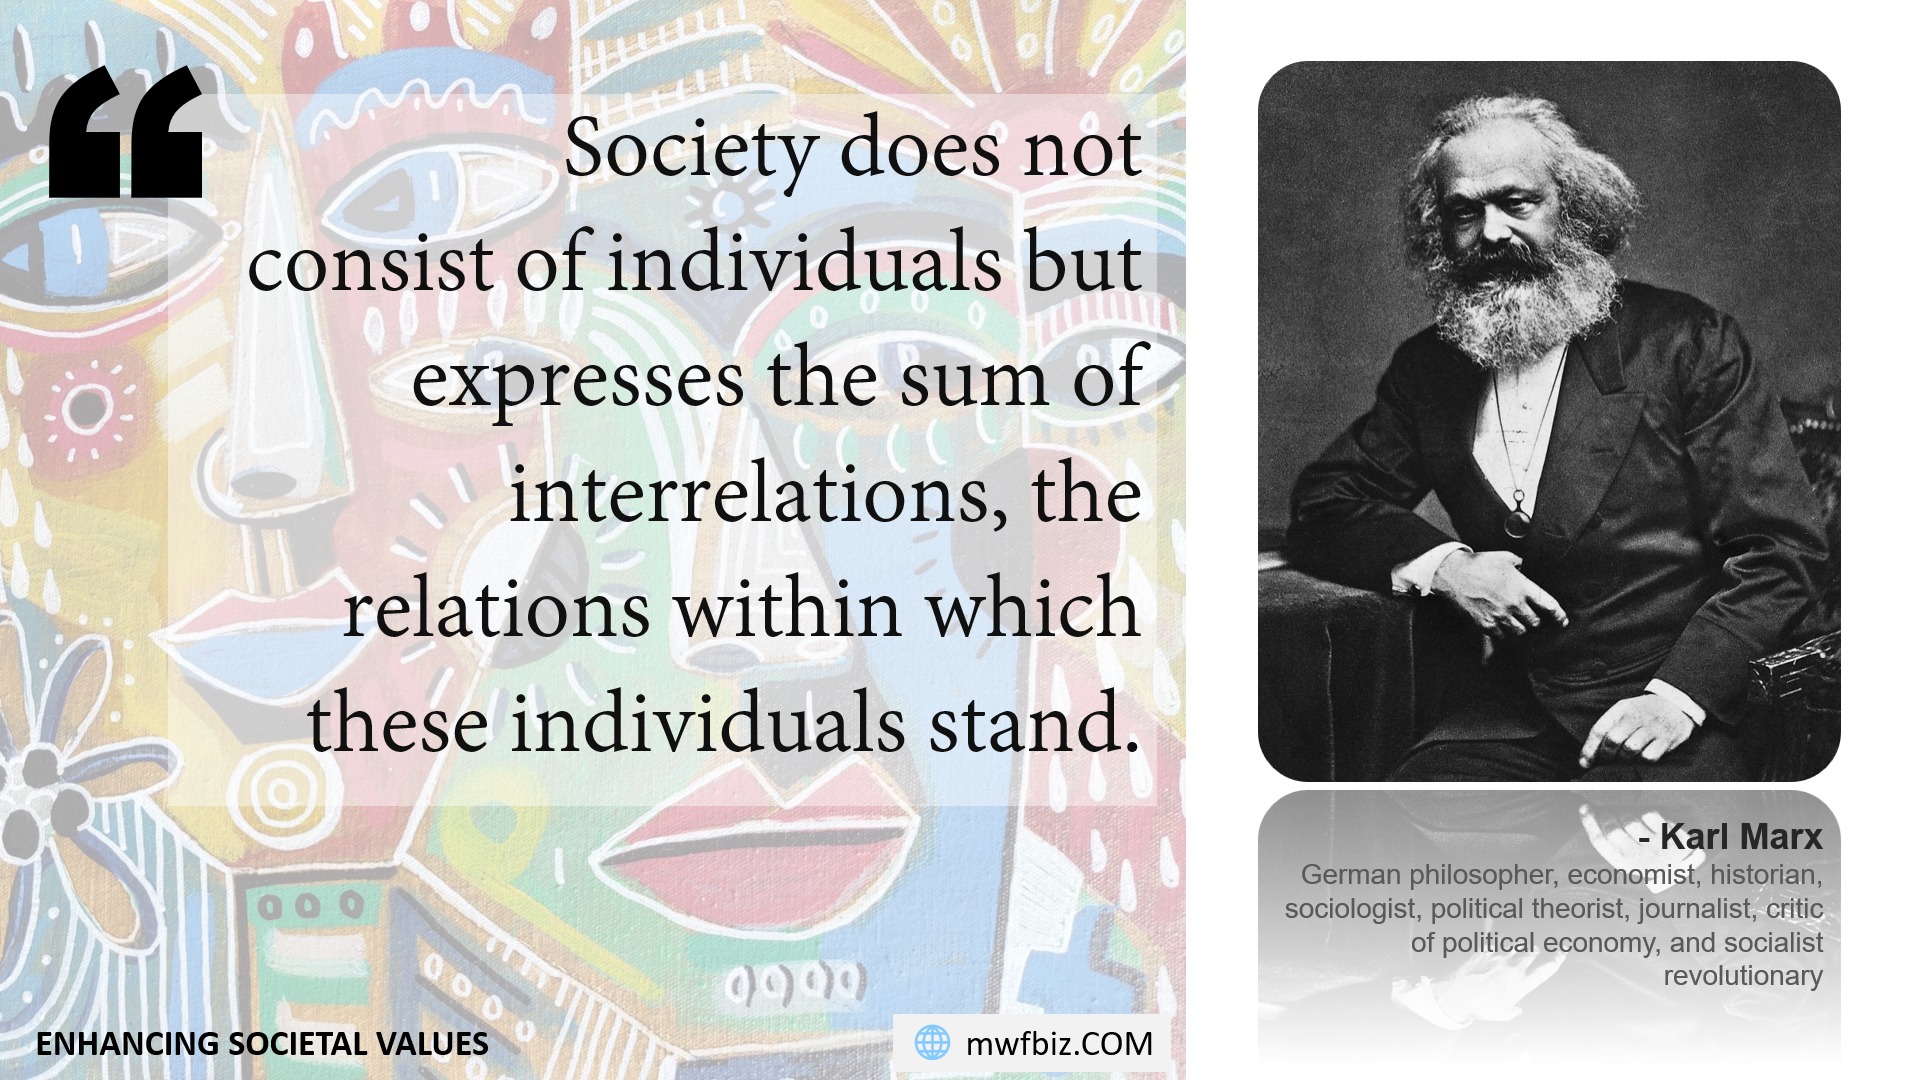 “
Society does not
consist of individuals but
expresses the sum of
interrelations, the
relations within which
these individuals stand.
- Karl Marx
German philosopher, economist, historian,
sociologist, political theorist, journalist, critic
of political economy, and socialist
revolutionary
ENHANCING SOCIETAL VALUES
mwfbiz.COM